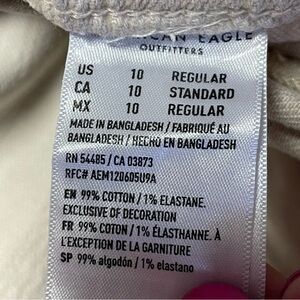 AMERICAN EAGLE
OUTFITTERS
US 10 REGULAR
CA 10 STANDARD
MX 10 REGULAR
MADE IN BANGLADESH / FABRIQUÉ AU
BANGLADESH / HECHO EN BANGLADESH
RN 54485 / CA 03873
RFC# AEM120605U9A
EN 99% COTTON / 1% ELASTANE.
EXCLUSIVE OF DECORATION
FR 99% COTON / 1% ÉLASTHANNE. À
L'EXCEPTION DE LA GARNITURE
SP 99% algodón / 1% elastano